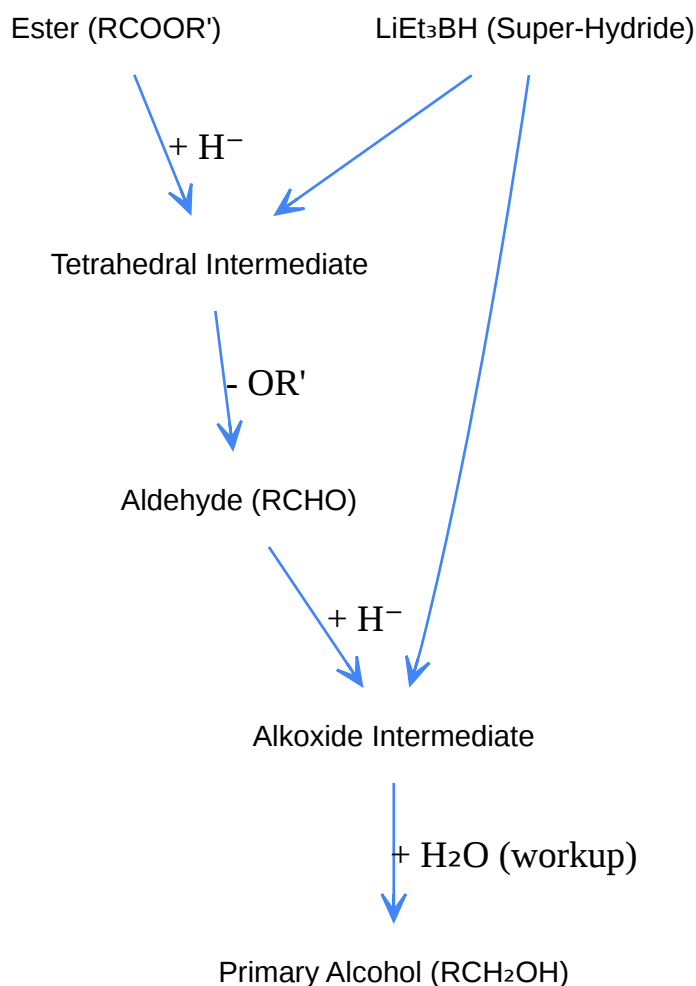 Ester (RCOOR')
LiEt₃BH (Super-Hydride)
+ H⁻
Tetrahedral Intermediate
- OR'
Aldehyde (RCHO)
+ H⁻
Alkoxide Intermediate
+ H₂O (workup)
Primary Alcohol (RCH₂OH)